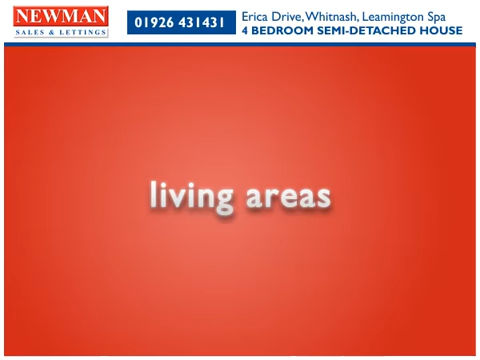 NEWMAN
SALES & LETTINGS
01926 431431
Erica Drive, Whitnash, Leamington Spa
4 BEDROOM SEMI-DETACHED HOUSE
living areas